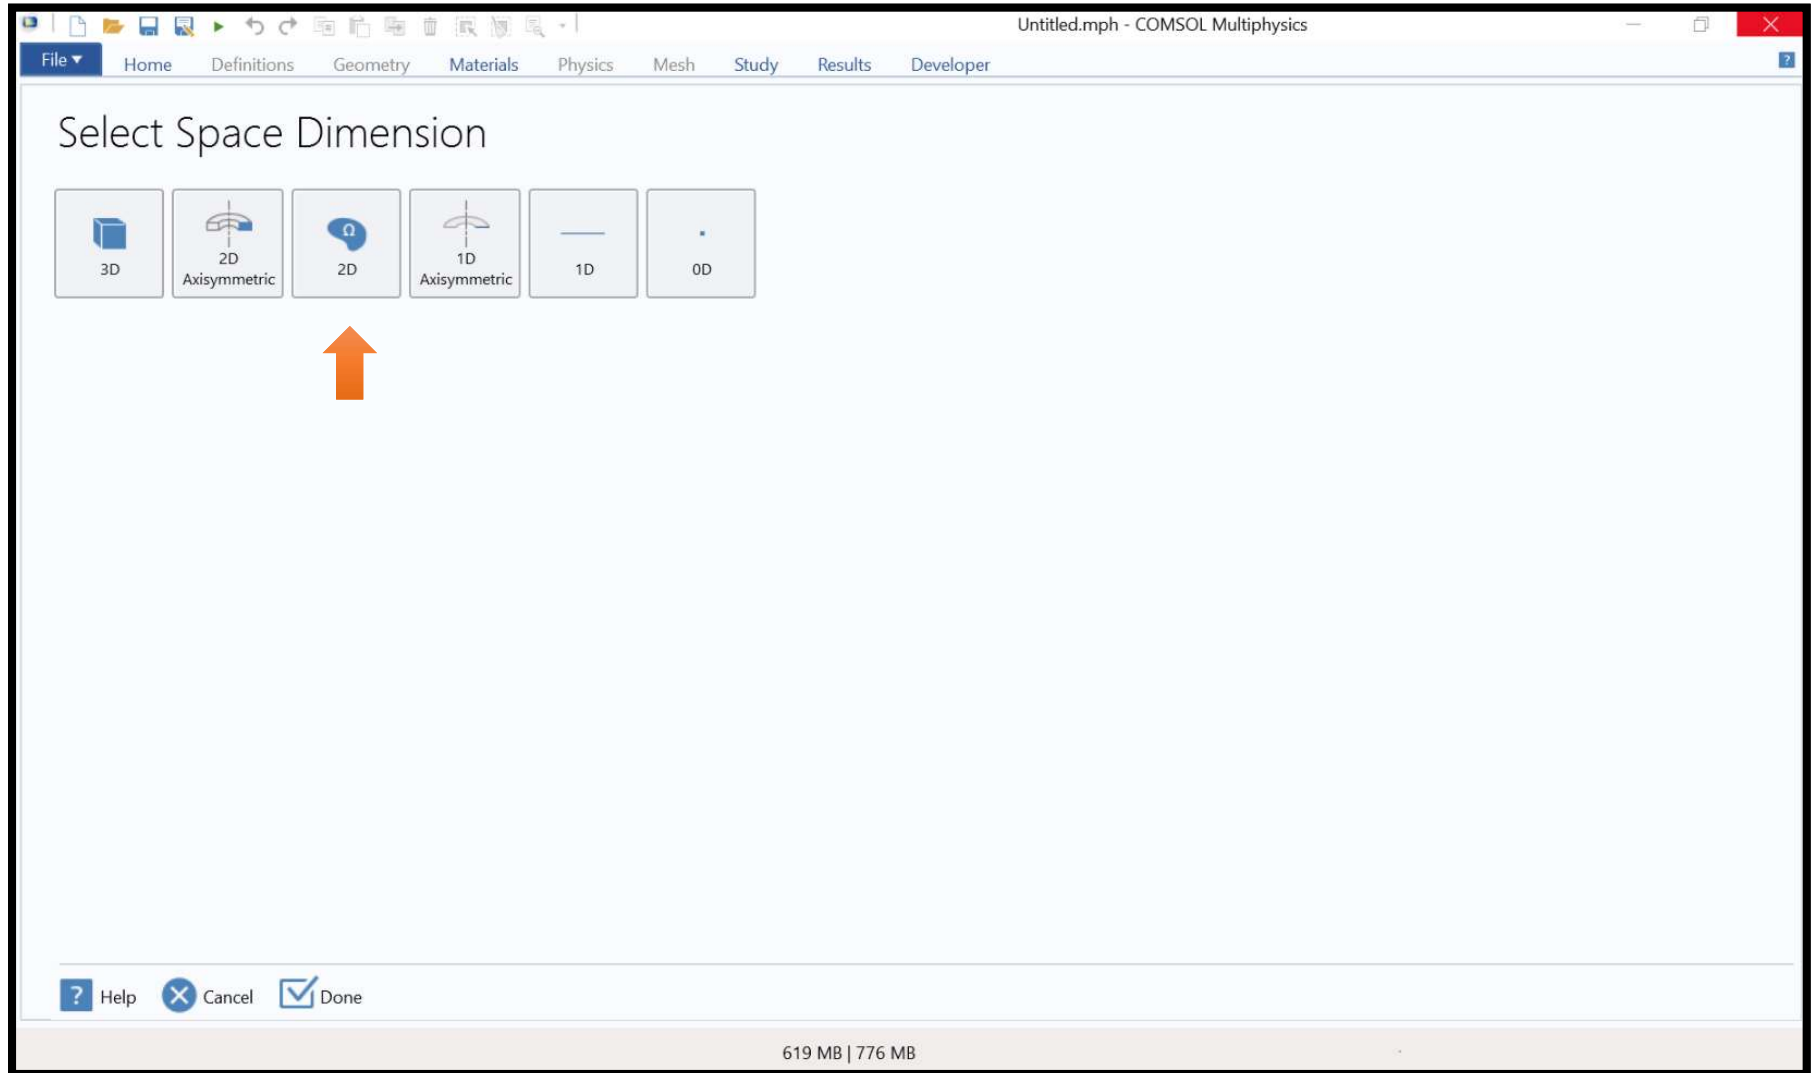 Untitled.mph - COMSOL Multiphysics
File Home Definitions Geometry Materials Physics Mesh Study Results Developer ?
Select Space Dimension
3D
2D
Axisymmetric
Ω
2D
1D
Axisymmetric
1D
0D
? Help Cancel Done
619 MB | 776 MB